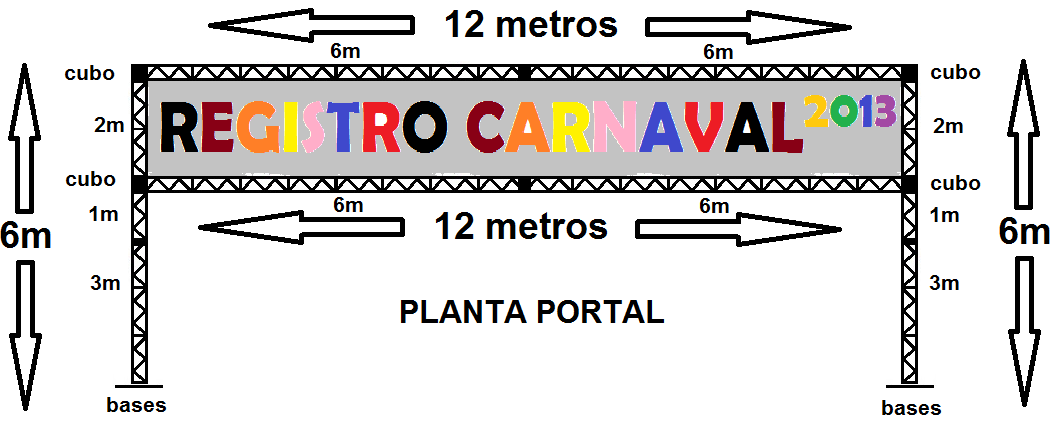 12 metros
6m 6m
cubo cubo
REGISTRO CARNAVAL 2013
2m 2m
cubo cubo
6m 6m
1m 1m
12 metros
6m 6m
3m 3m
PLANTA PORTAL
bases bases